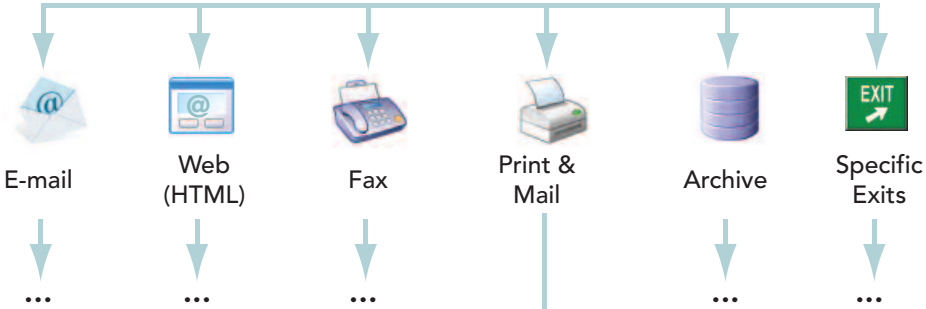 @
@
EXIT
E-mail
Web
(HTML)
Fax
Print &
Mail
Archive
Specific
Exits
...
...
...
...
...